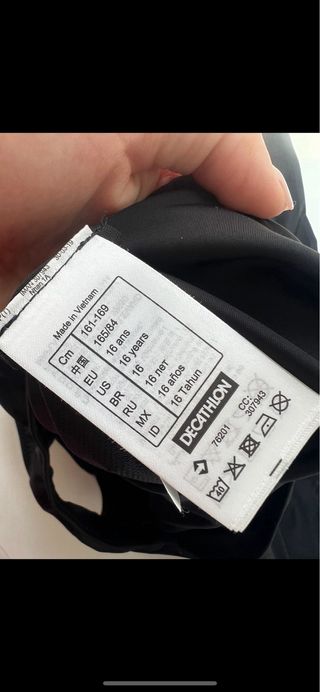 Made in Vietnam
Cm 161-169
中国 165/84
EU 16 ans
US 16 years
BR 16
RU 16 лет
MX 16 años
ID 16 Tahun
DECATHLON
76201
CC: 307943
40